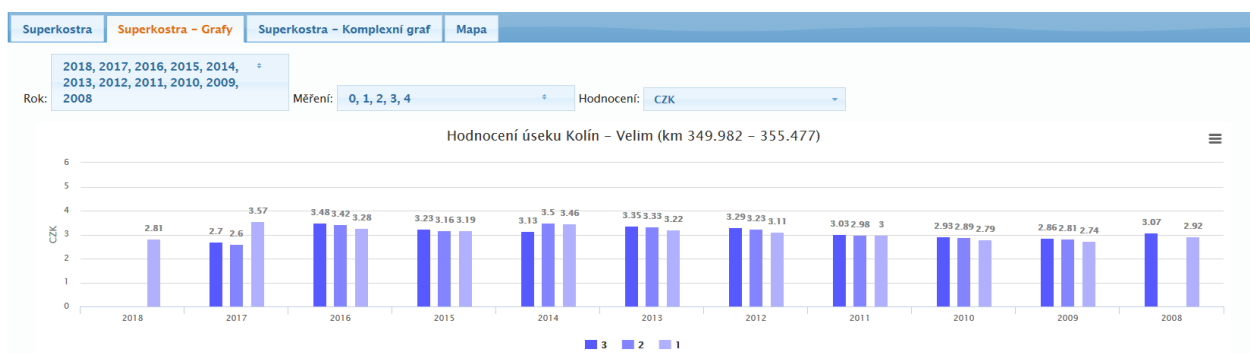 Superkostra Superkostra – Grafy Superkostra – Komplexní graf Mapa
2018, 2017, 2016, 2015, 2014,
2013, 2012, 2011, 2010, 2009,
Rok: 2008 Měření: 0, 1, 2, 3, 4 Hodnocení: CZK
Hodnocení úseku Kolín – Velim (km 349.982 – 355.477)
6
5
4
3
2
1
0
CZK
2.81
2.7 2.6 3.57
3.48 3.42 3.28
3.23 3.16 3.19
3.13 3.5 3.46
3.35 3.33 3.22
3.29 3.23 3.11
3.03 2.98 3
2.93 2.89 2.79
2.86 2.81 2.74
3.07 2.92
2018 2017 2016 2015 2014 2013 2012 2011 2010 2009 2008
3 2 1